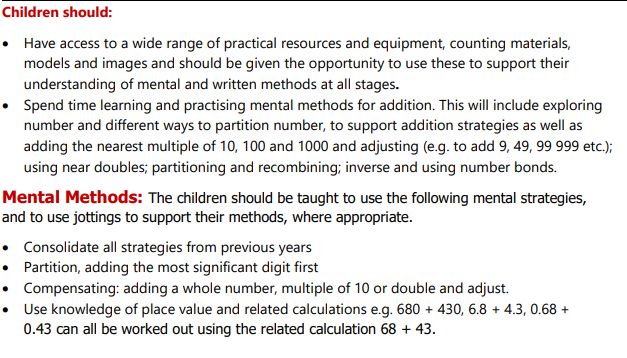 Children should:
• Have access to a wide range of practical resources and equipment, counting materials,
models and images and should be given the opportunity to use these to support their
understanding of mental and written methods at all stages.
• Spend time learning and practising mental methods for addition. This will include exploring
number and different ways to partition number, to support addition strategies as well as
adding the nearest multiple of 10, 100 and 1000 and adjusting (e.g. to add 9, 49, 99 999 etc.);
using near doubles; partitioning and recombining; inverse and using number bonds.
Mental Methods: The children should be taught to use the following mental strategies,
and to use jottings to support their methods, where appropriate.
• Consolidate all strategies from previous years
• Partition, adding the most significant digit first
• Compensating: adding a whole number, multiple of 10 or double and adjust.
• Use knowledge of place value and related calculations e.g. 680 + 430, 6.8 + 4.3, 0.68 +
0.43 can all be worked out using the related calculation 68 + 43.